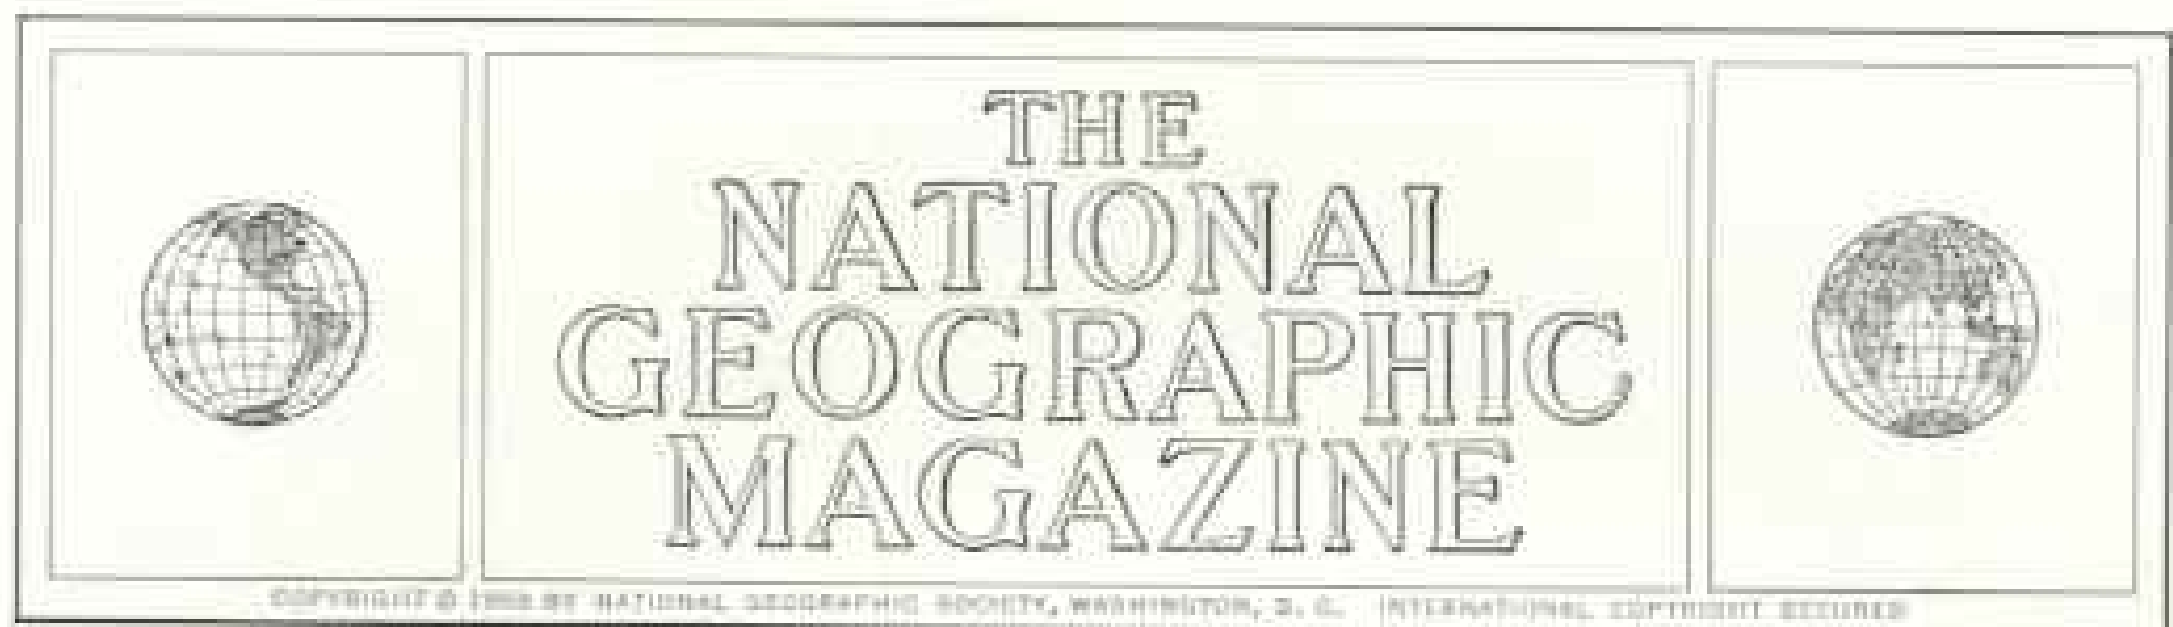 THE
NATIONAL
GEOGRAPHIC
MAGAZINE
COPYRIGHT © BY NATIONAL GEOGRAPHIC SOCIETY, WASHINGTON, D. C. INTERNATIONAL COPYRIGHT SECURED